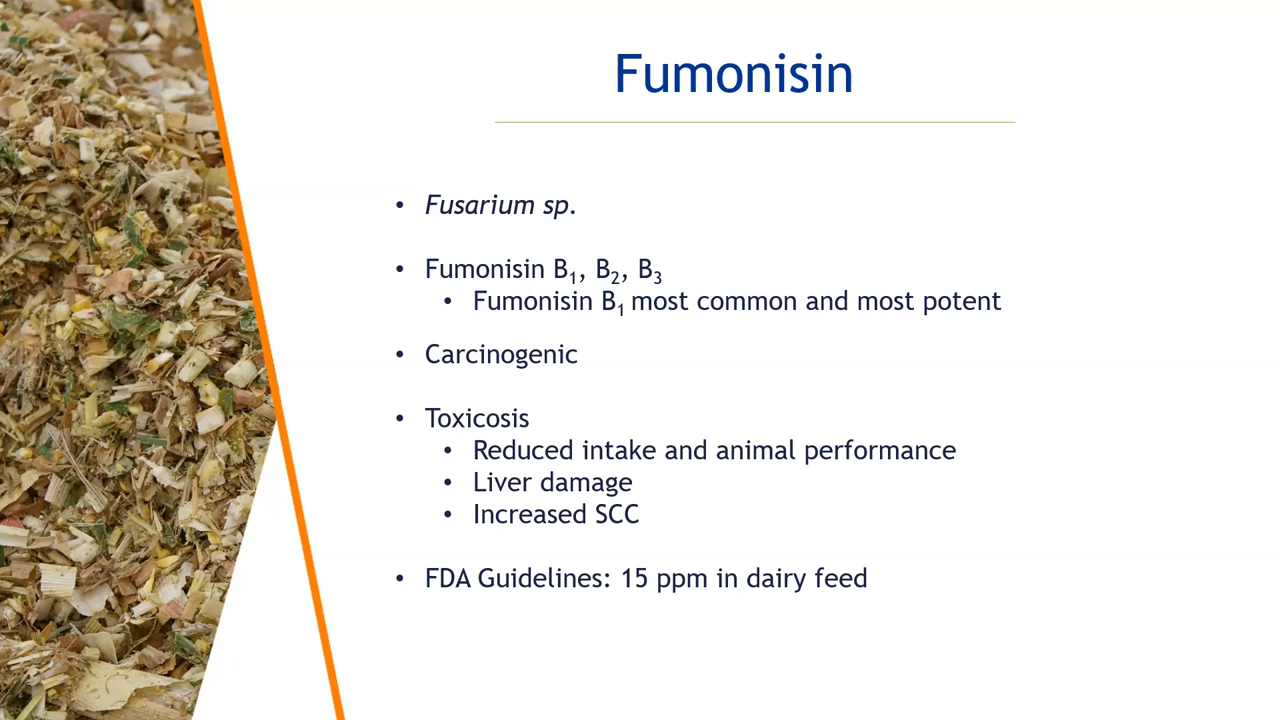 Fumonisin
• Fusarium sp.
• Fumonisin B₁, B₂, B₃
• Fumonisin B₁ most common and most potent
• Carcinogenic
• Toxicosis
• Reduced intake and animal performance
• Liver damage
• Increased SCC
• FDA Guidelines: 15 ppm in dairy feed